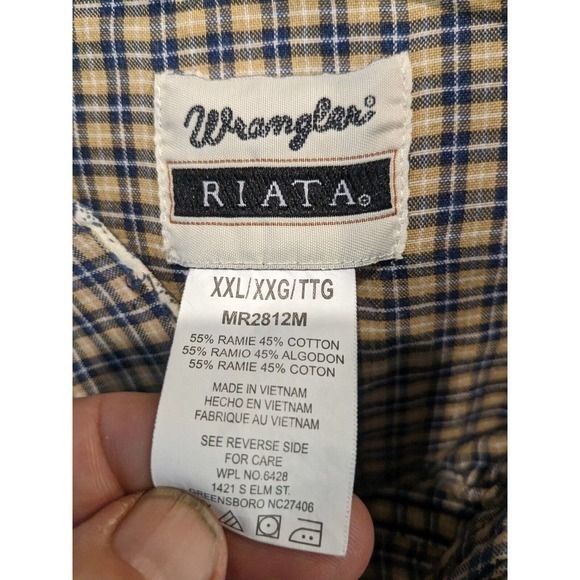 Wrangler®
RIATA®
XXL/XXG/TTG
MR2812M
55% RAMIE 45% COTTON
55% RAMIO 45% ALGODON
55% RAMIE 45% COTON
MADE IN VIETNAM
HECHO EN VIETNAM
FABRIQUE AU VIETNAM
SEE REVERSE SIDE
FOR CARE
WPL NO.6428
1421 S ELM ST.
GREENSBORO NC27406